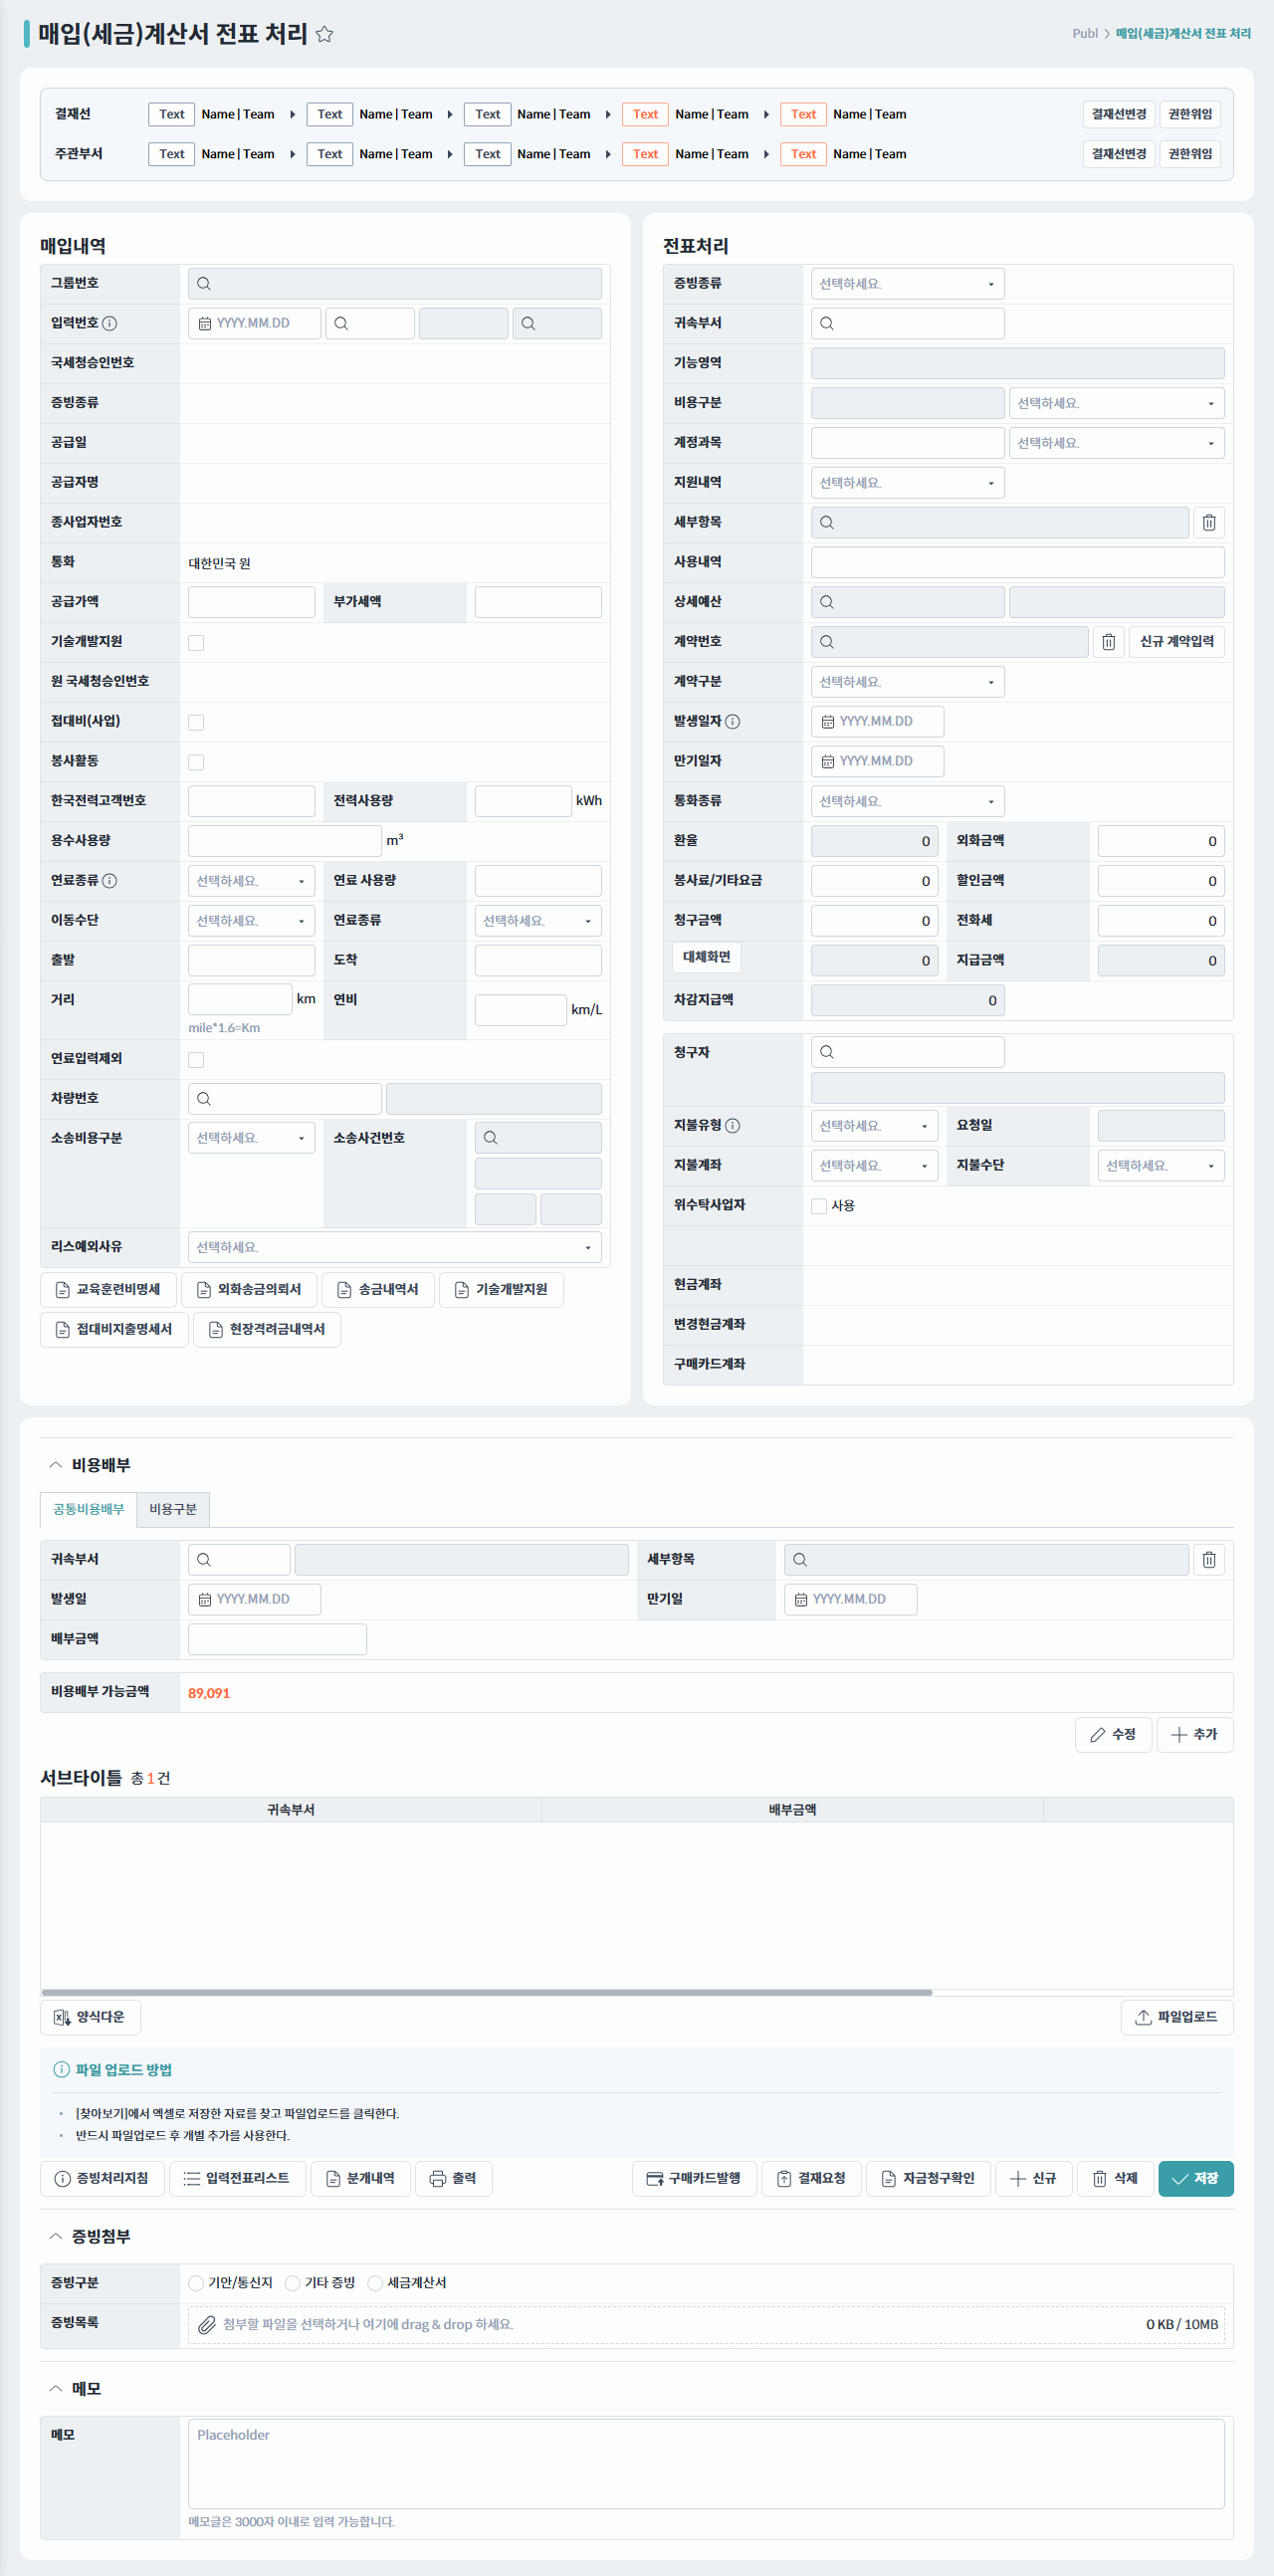 매입(세금)계산서 전표 처리
Publ > 매입(세금)계산서 전표 처리
결재선 Text Name | Team Text Name | Team Text Name | Team Text Name | Team Text Name | Team 결재선변경 권한위임
주관부서 Text Name | Team Text Name | Team Text Name | Team Text Name | Team Text Name | Team 결재선변경 권한위임
매입내역
그룹번호
입력번호 YYYY.MM.DD
국세청승인번호
증빙종류
공급일
공급자명
종사업자번호
통화 대한민국 원
공급가액 부가세액
기술개발지원
원 국세청승인번호
접대비(사업)
봉사활동
한국전력고객번호 전력사용량 kWh
용수사용량 m³
연료종류 선택하세요. 연료 사용량
이동수단 선택하세요. 연료종류 선택하세요.
출발 도착
거리 km 연비 km/L
mile*1.6=Km
연료입력제외
차량번호
소송비용구분 선택하세요. 소송사건번호
리스예외사유 선택하세요.
교육훈련비명세 외화송금의뢰서 송금내역서 기술개발지원
접대비지출명세서 현장격려금내역서
전표처리
증빙종류 선택하세요.
귀속부서
기능영역
비용구분 선택하세요.
계정과목 선택하세요.
지원내역 선택하세요.
세부항목
사용내역
상세예산
계약번호 신규 계약입력
계약구분 선택하세요.
발생일자 YYYY.MM.DD
만기일자 YYYY.MM.DD
통화종류 선택하세요.
환율 0 외화금액 0
봉사료/기타요금 0 할인금액 0
청구금액 0 전화세 0
대체화면 0 지급금액 0
차감지급액 0
청구자
지불유형 선택하세요. 요청일
지불계좌 선택하세요. 지불수단 선택하세요.
위수탁사업자 사용
현금계좌
변경현금계좌
구매카드계좌
비용배부
공통비용배부 비용구분
귀속부서 세부항목
발생일 YYYY.MM.DD 만기일 YYYY.MM.DD
배부금액
비용배부 가능금액 89,091
수정 추가
서브타이틀 총 1 건
귀속부서 배부금액
양식다운 파일업로드
파일 업로드 방법
• [찾아보기]에서 엑셀로 저장한 자료를 찾고 파일업로드를 클릭한다.
• 반드시 파일업로드 후 개별 추가를 사용한다.
증빙처리지침 입력전표리스트 분개내역 출력 구매카드발행 결재요청 자금청구확인 신규 삭제 저장
증빙첨부
증빙구분 기안/통신지 기타 증빙 세금계산서
증빙목록 첨부할 파일을 선택하거나 여기에 drag & drop 하세요. 0 KB / 10MB
메모
메모 Placeholder
메모글은 3000자 이내로 입력 가능합니다.